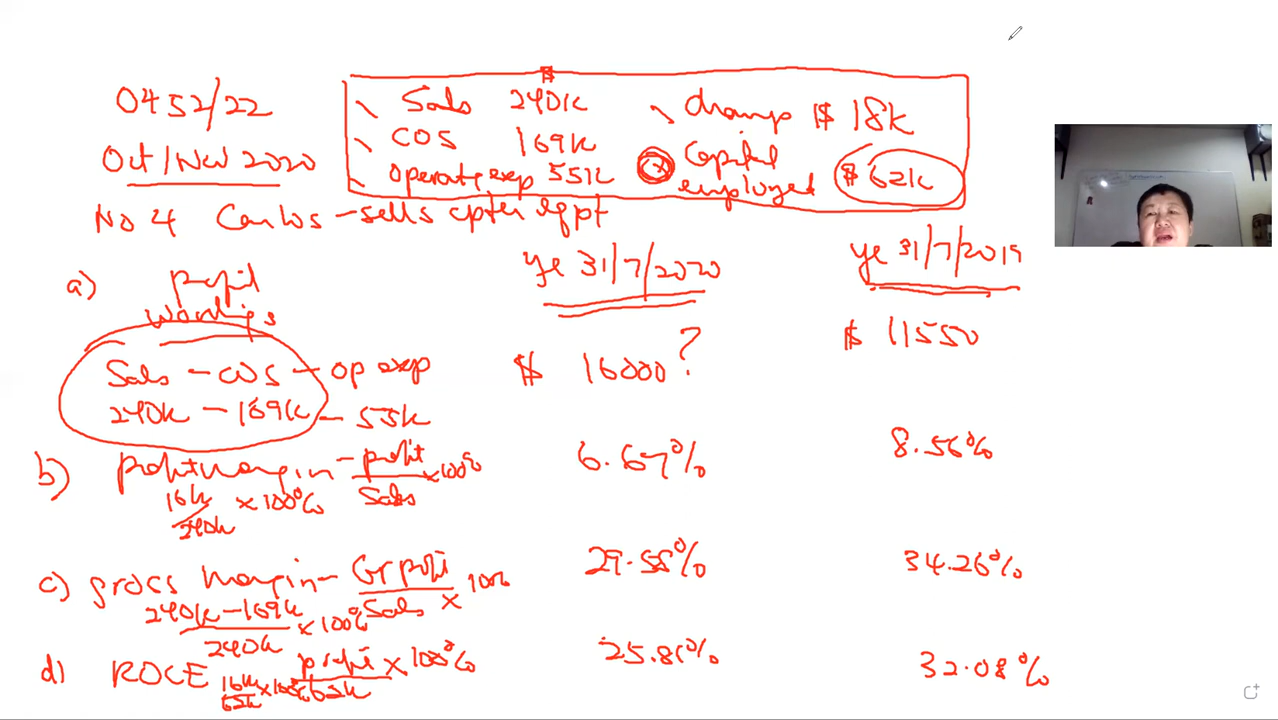 0452/22
Oct/Nov 2020
$
Sales 240K
COS 169K
Operate exp 55K
$ 18K
Capital employed $ 62K
No 4 Carlos - sells cpter eqpt
ye 31/7/2020
ye 31/7/2019
a) profit workings
$ 11550
Sales - COS - op exp
$ 16000?
240K - 169K - 55K
b) profit margin - profit / Sales x 100%
6.67%
8.56%
16K / 240K x 100%
c) gross margin - Gr profit / Sales x 100%
29.58%
34.26%
240K - 169K / 240K x 100%
d) ROCE profit x 100%
25.81%
32.08%
16K / 62K x 100% 62K